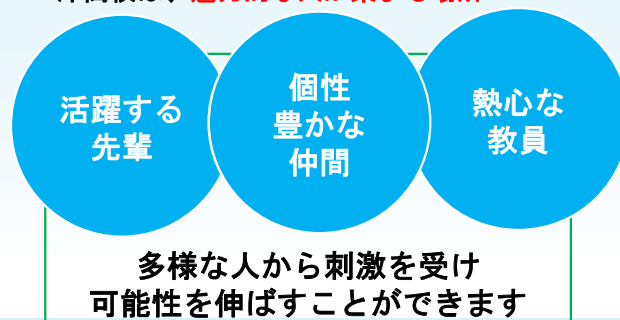 活躍する
先輩
個性
豊かな
仲間
熱心な
教員
多様な人から刺激を受け
可能性を伸ばすことができます